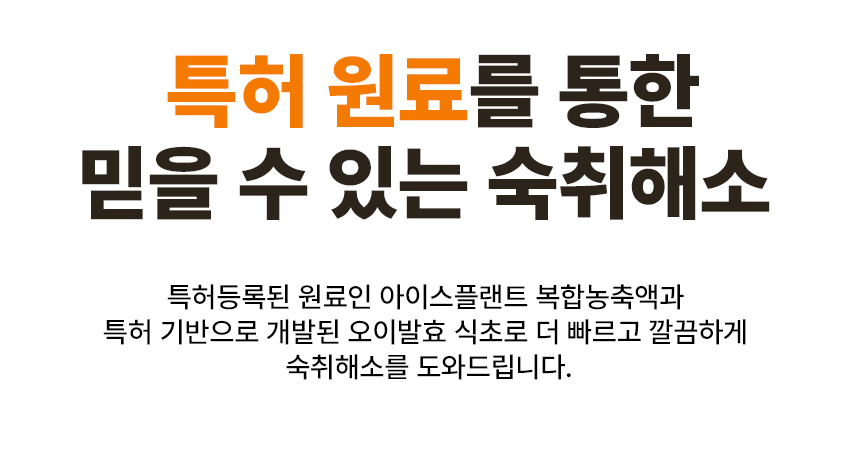 특허 원료를 통한
믿을 수 있는 숙취해소
특허등록된 원료인 아이스플랜트 복합농축액과
특허 기반으로 개발된 오이발효 식초로 더 빠르고 깔끔하게
숙취해소를 도와드립니다.